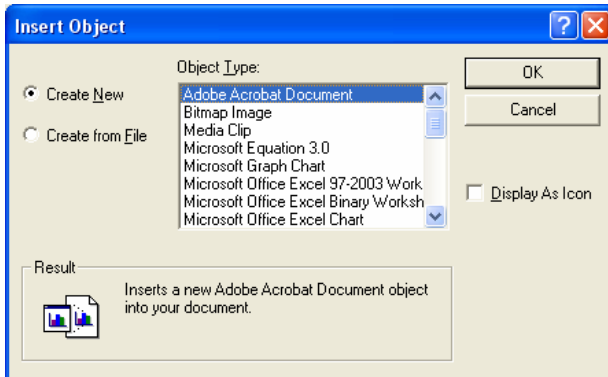 Insert Object
Object Type:
Create New
Create from File
Adobe Acrobat Document
Bitmap Image
Media Clip
Microsoft Equation 3.0
Microsoft Graph Chart
Microsoft Office Excel 97-2003 Work
Microsoft Office Excel Binary Worksh
Microsoft Office Excel Chart
OK
Cancel
Display As Icon
Result
Inserts a new Adobe Acrobat Document object
into your document.